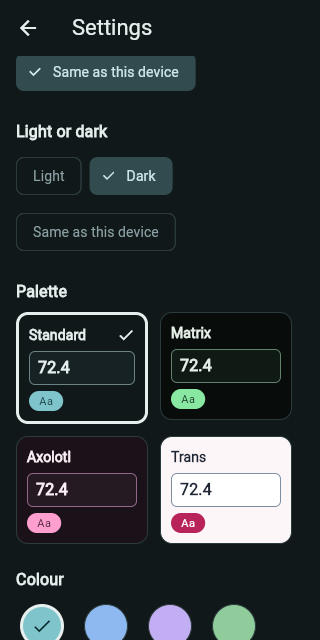 Settings
Same as this device
Light or dark
Light
Dark
Same as this device
Palette
Standard
Matrix
72.4
72.4
Aa
Aa
Axolotl
Trans
72.4
72.4
Aa
Aa
Colour